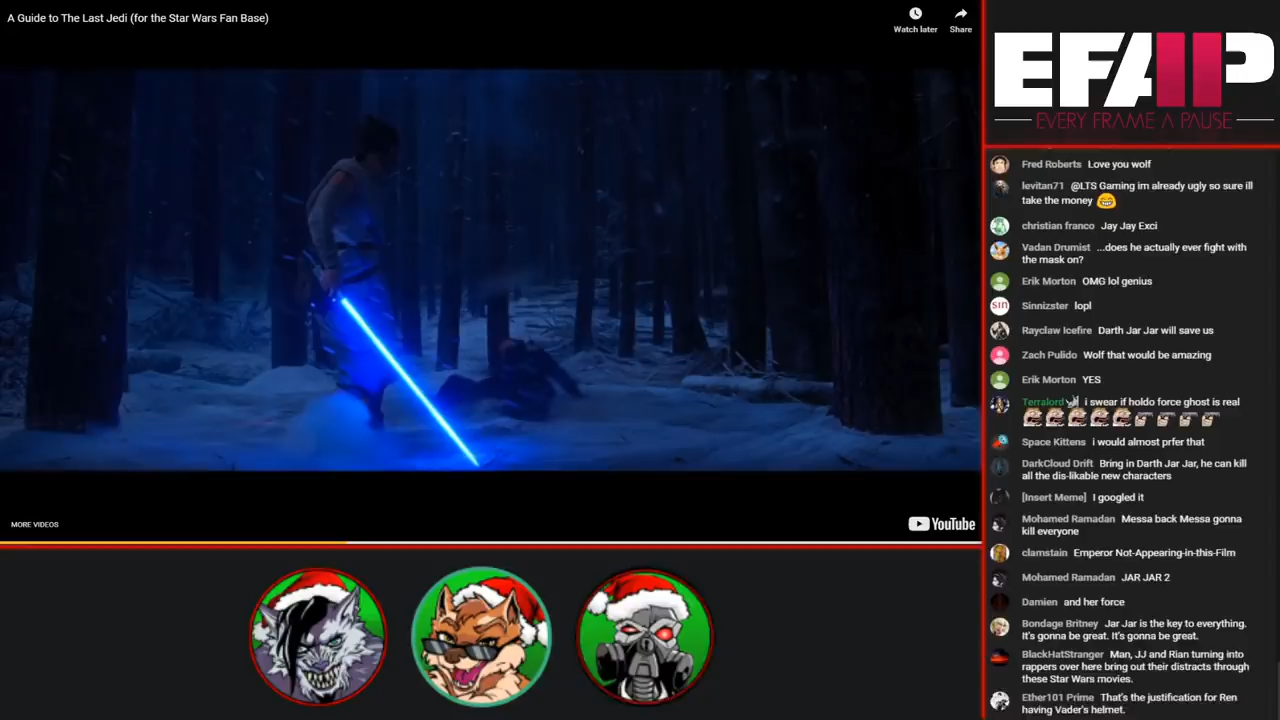 A Guide to The Last Jedi (for the Star Wars Fan Base)
Watch later
Share
MORE VIDEOS
YouTube
EFAP
EVERY FRAME A PAUSE
Fred Roberts Love you wolf
levitan71 @LTS Gaming im already ugly so sure ill
take the money
christian franco Jay Jay Exci
Vadan Drumist ...does he actually ever fight with
the mask on?
Erik Morton OMG lol genius
sin
Sinnizster lopl
Rayclaw Icefire Darth Jar Jar will save us
Zach Pulido Wolf that would be amazing
Erik Morton YES
Terralord i swear if holdo force ghost is real
Space Kittens i would almost prfer that
DarkCloud Drift Bring in Darth Jar Jar, he can kill
all the dis-likable new characters
[Insert Meme] I googled it
Mohamed Ramadan Messa back Messa gonna
kill everyone
clamstain Emperor Not-Appearing-in-this-Film
Mohamed Ramadan JAR JAR 2
Damien and her force
Bondage Britney Jar Jar is the key to everything.
It's gonna be great. It's gonna be great.
BlackHatStranger Man, JJ and Rian turning into
rappers over here bring out their distracts through
these Star Wars movies.
Ether101 Prime That's the justification for Ren
having Vader's helmet.